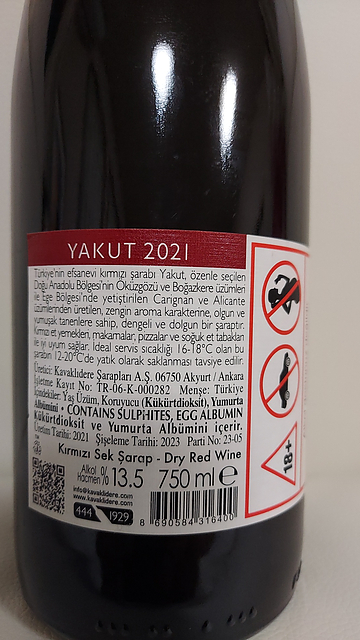 YAKUT 2021
Türkiye'nin efsanevi kırmızı şarabı Yakut, özenle seçilen
Doğu Anadolu Bölgesi'nin Öküzgözü ve Boğazkere üzümleri
ile Ege Bölgesi'nde yetiştirilen Carignan ve Alicante
üzümlerinden üretilen, zengin aroma karakterine, olgun ve
yumuşak tanenlere sahip, dengeli ve dolgun bir şaraptır.
Kırmızı et yemekleri, makarnalar, pizzalar ve soğuk et tabakları
ile iyi uyum sağlar. İdeal servis sıcaklığı 16-18°C olan bu
şarabın 12-20°C'de yatık olarak saklanması tavsiye edilir.
Üretici: Kavaklıdere Şarapları A.Ş. 06750 Akyurt / Ankara
İşletme Kayıt No: TR-06-K-000282 Menşe: Türkiye
İçindekiler: Yaş Üzüm, Koruyucu (Kükürtdioksit), Yumurta
Albümini • CONTAINS SULPHITES, EGG ALBUMIN
Kükürtdioksit ve Yumurta Albümini içerir.
Üretim Tarihi: 2021 Şişeleme Tarihi: 2023 Parti No: 23-05
Kırmızı Sek Şarap - Dry Red Wine
Alkol %
Hacmen % 13.5 750 ml e
info@kavaklidere.com
www.kavaklidere.com
444 1929
8 690584 316400
18+